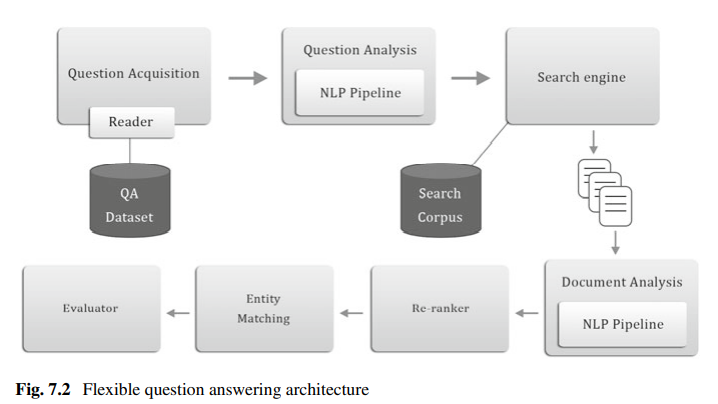 Question Acquisition
Reader
QA
Dataset
Question Analysis
NLP Pipeline
Search engine
Search
Corpus
Document Analysis
NLP Pipeline
Re-ranker
Entity
Matching
Evaluator
Fig. 7.2 Flexible question answering architecture